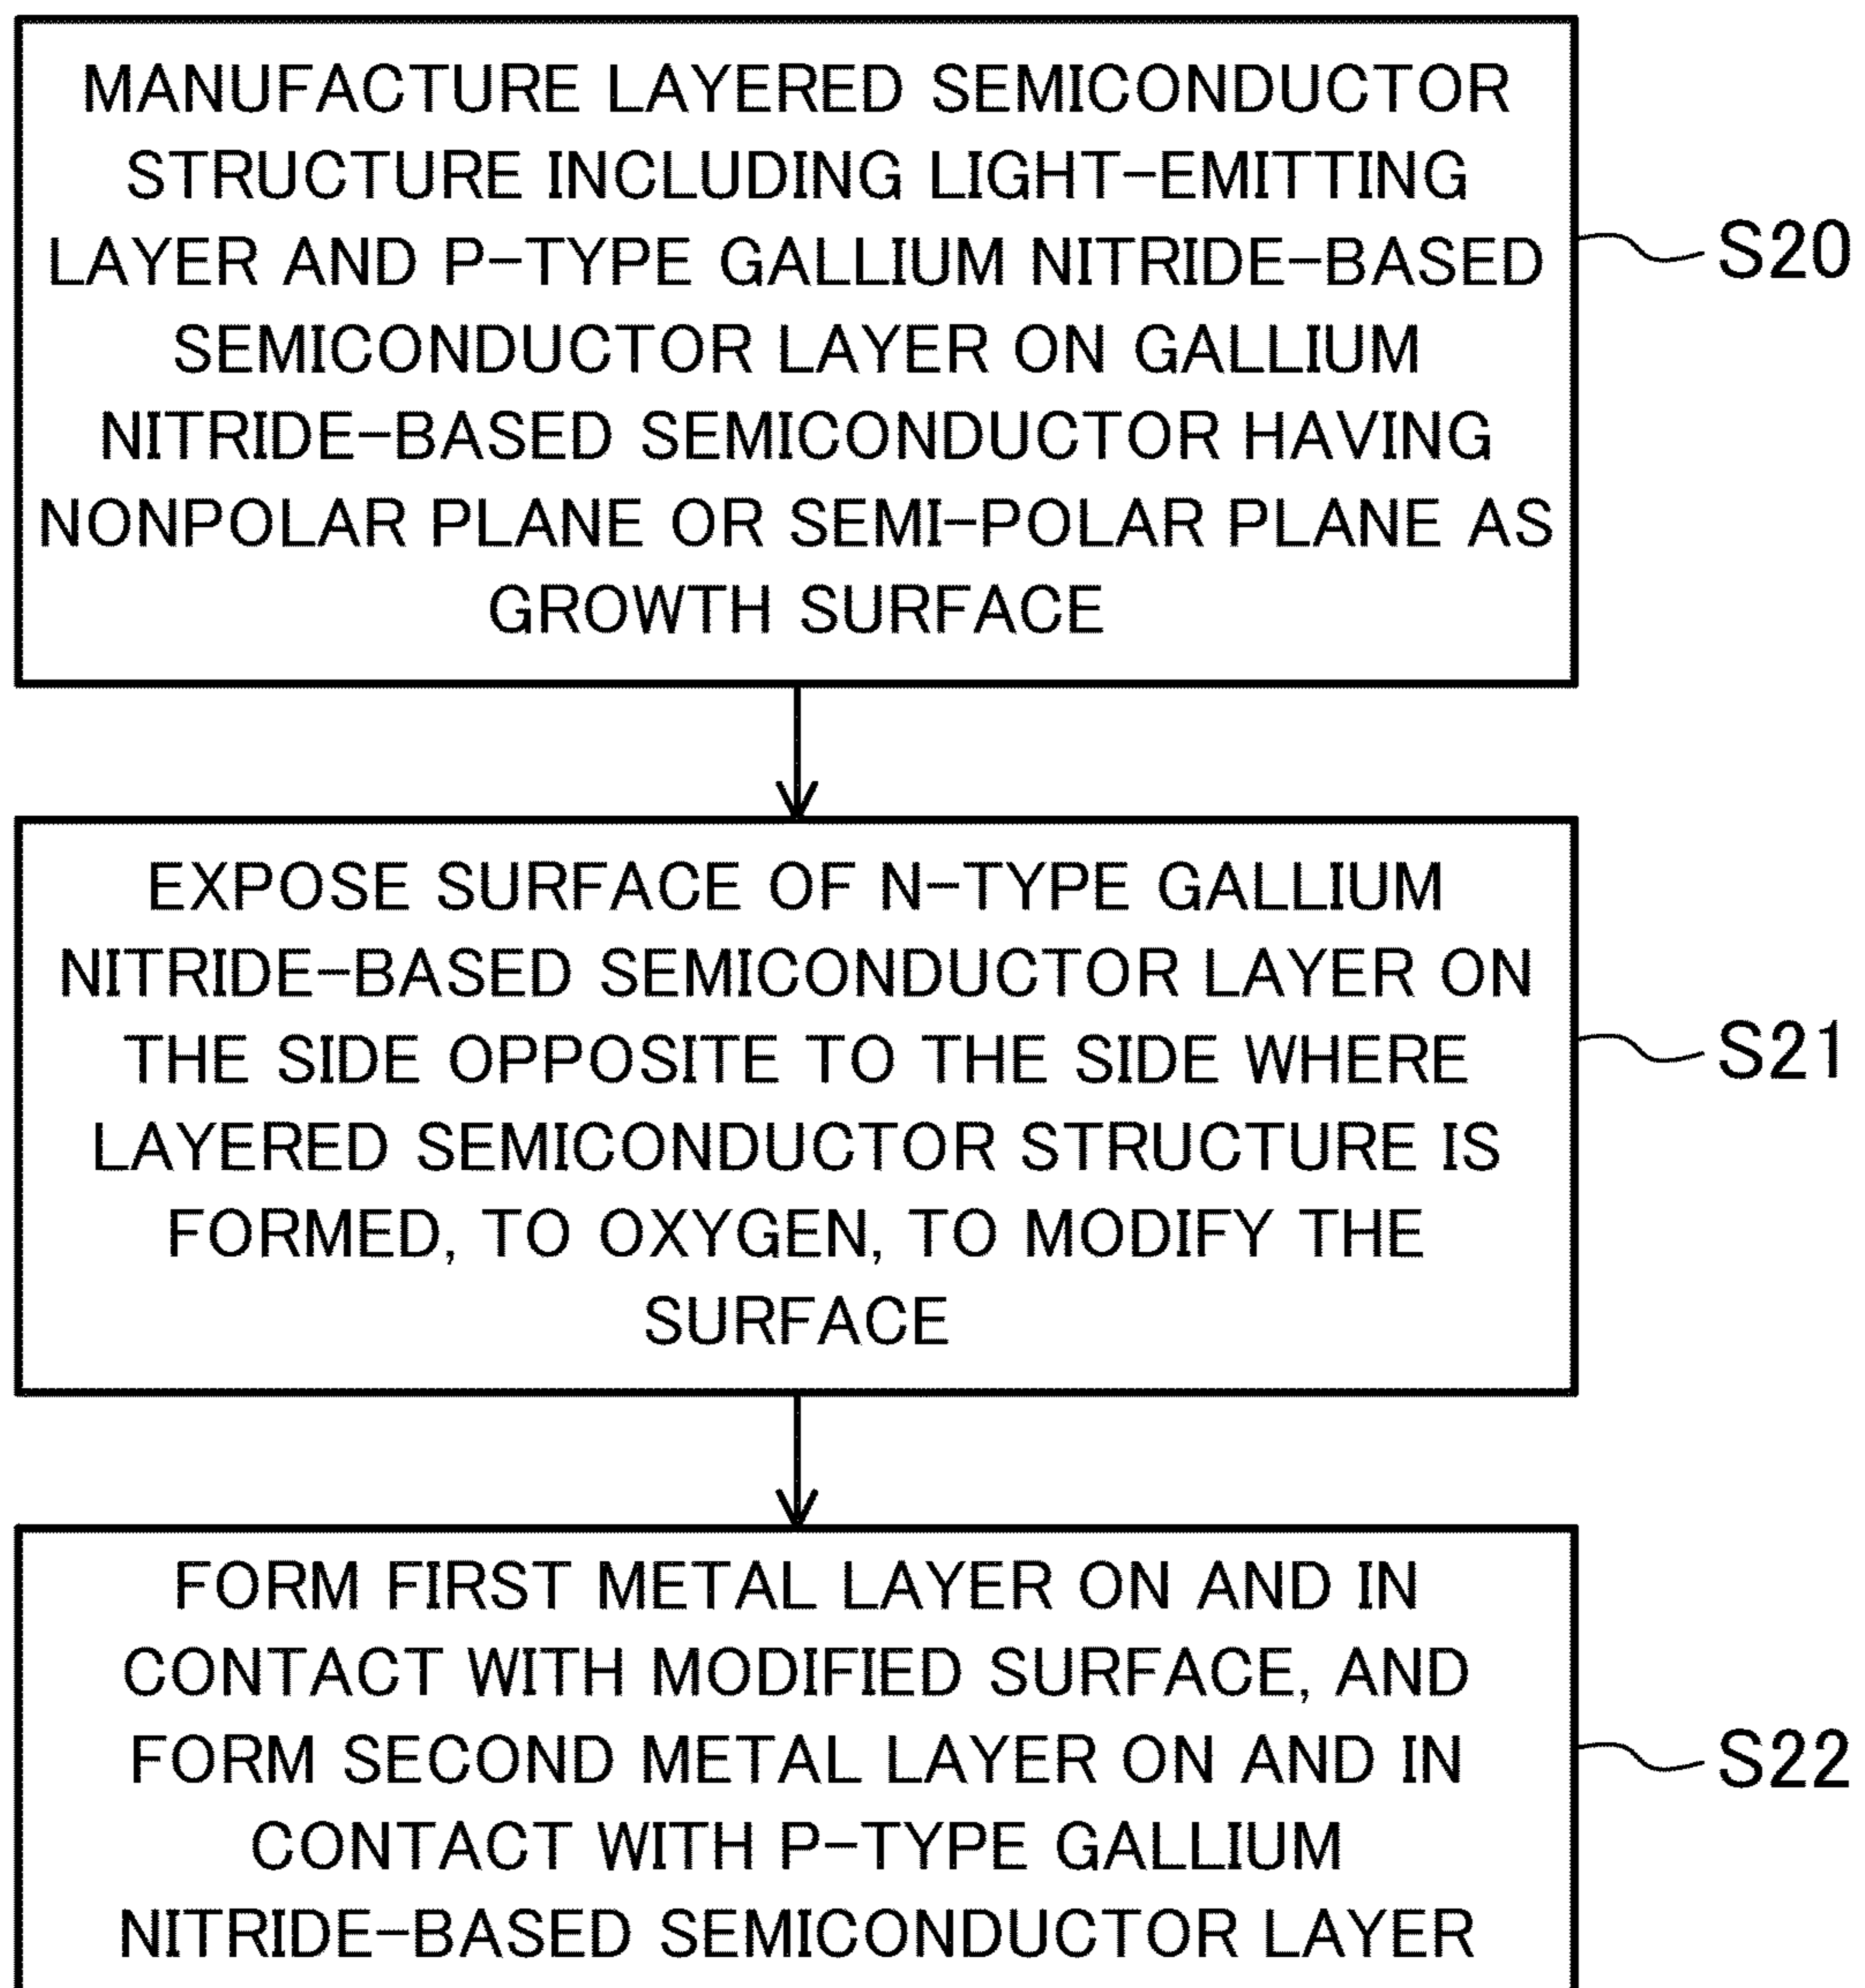 MANUFACTURE LAYERED SEMICONDUCTOR
STRUCTURE INCLUDING LIGHT-EMITTING
LAYER AND P-TYPE GALLIUM NITRIDE-BASED
SEMICONDUCTOR LAYER ON GALLIUM
NITRIDE-BASED SEMICONDUCTOR HAVING
NONPOLAR PLANE OR SEMI-POLAR PLANE AS
GROWTH SURFACE
S20
EXPOSE SURFACE OF N-TYPE GALLIUM
NITRIDE-BASED SEMICONDUCTOR LAYER ON
THE SIDE OPPOSITE TO THE SIDE WHERE
LAYERED SEMICONDUCTOR STRUCTURE IS
FORMED, TO OXYGEN, TO MODIFY THE
SURFACE
S21
FORM FIRST METAL LAYER ON AND IN
CONTACT WITH MODIFIED SURFACE, AND
FORM SECOND METAL LAYER ON AND IN
CONTACT WITH P-TYPE GALLIUM
NITRIDE-BASED SEMICONDUCTOR LAYER
S22